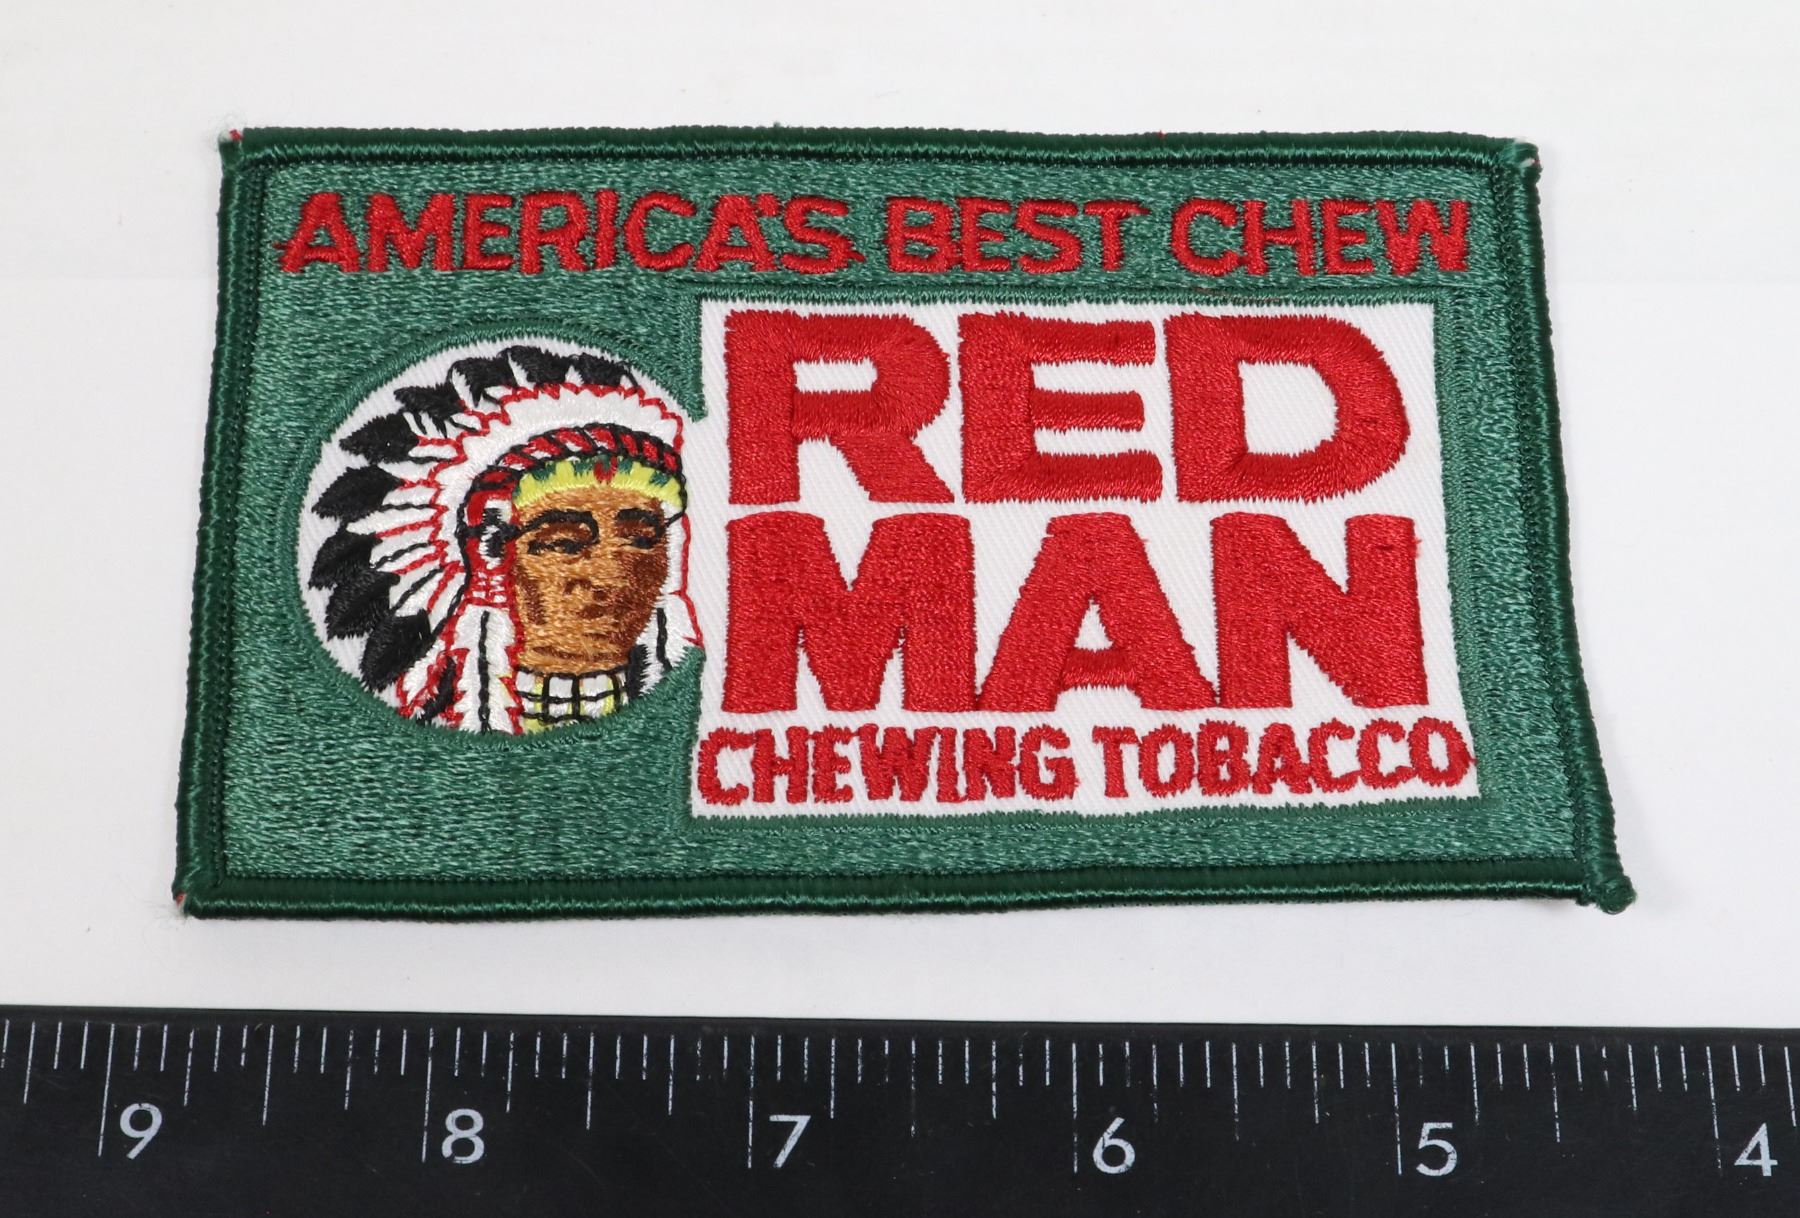 AMERICA'S BEST CHEW
RED
MAN
CHEWING TOBACCO
9 8 7 6 5 4